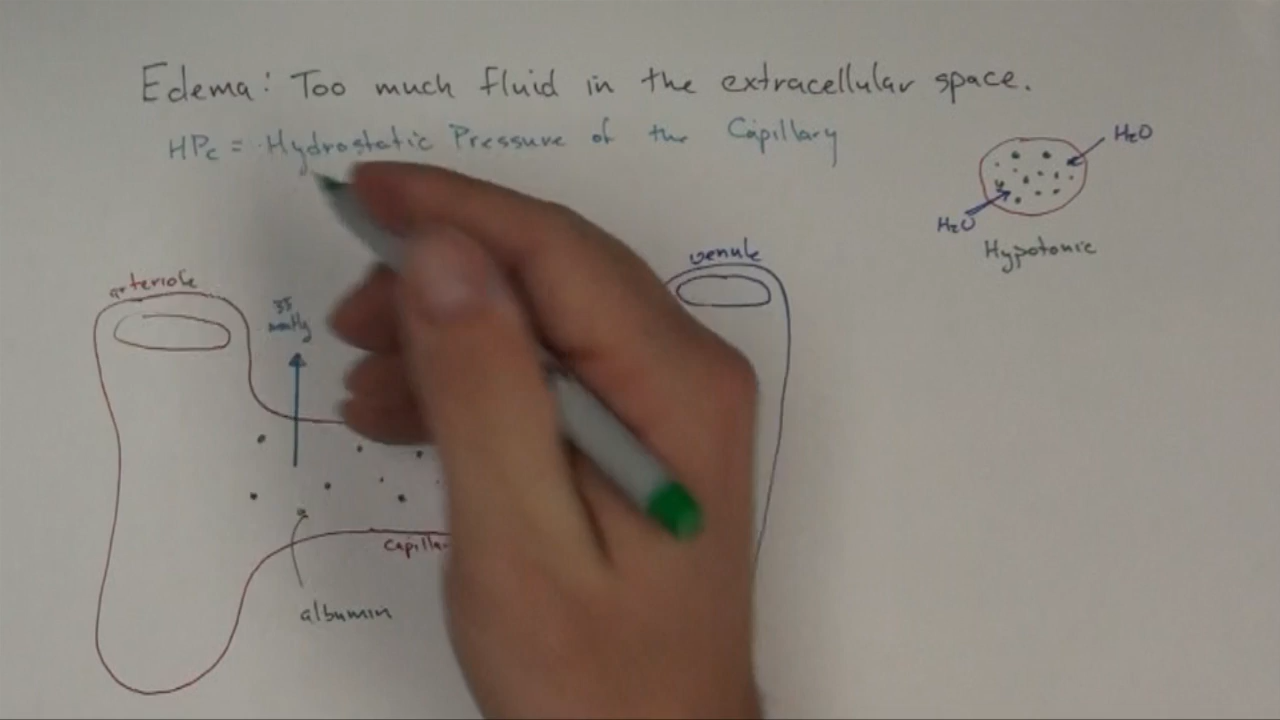 Edema: Too much fluid in the extracellular space.
HPc = Hydrostatic Pressure of the Capillary
H2O
H2O
Hypotonic
venule
arteriole
35
mmHg
albumin